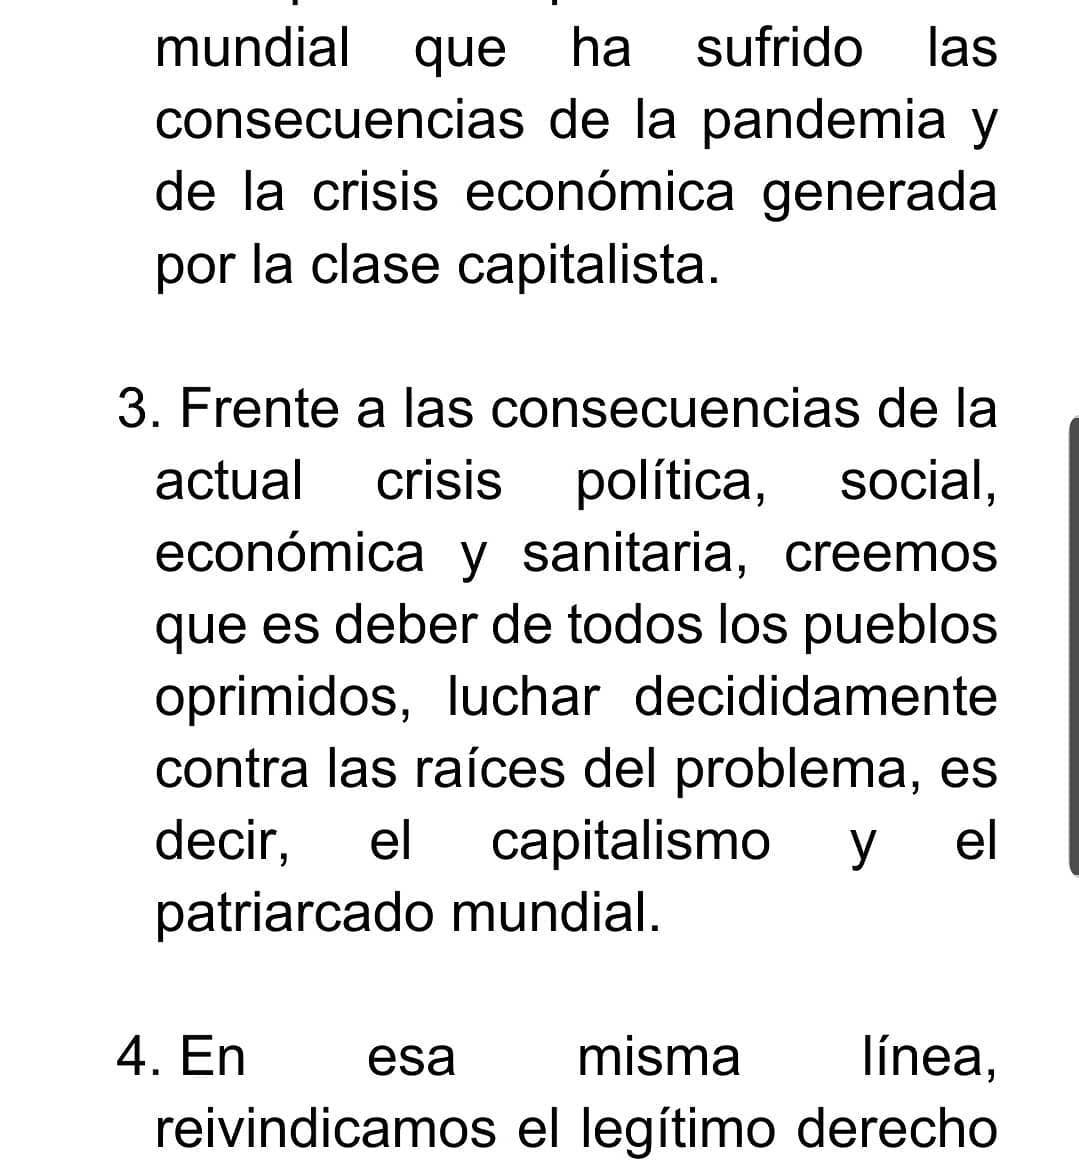 mundial que ha sufrido las
consecuencias de la pandemia y
de la crisis económica generada
por la clase capitalista.
3. Frente a las consecuencias de la
actual crisis política, social,
económica y sanitaria, creemos
que es deber de todos los pueblos
oprimidos, luchar decididamente
contra las raíces del problema, es
decir, el capitalismo y el
patriarcado mundial.
4. En esa misma línea,
reivindicamos el legítimo derecho